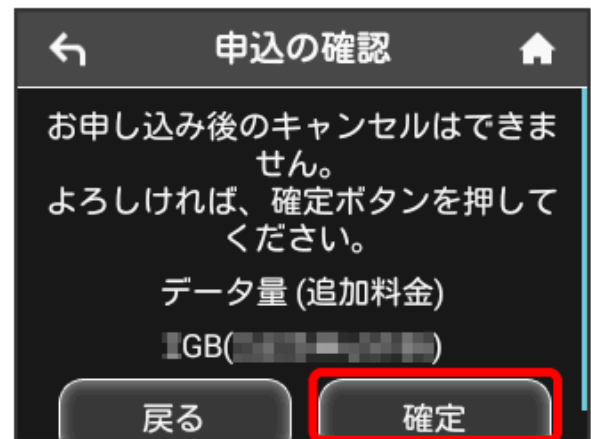 申込の確認
お申し込み後のキャンセルはできま
せん。
よろしければ、確定ボタンを押して
ください。
データ量 (追加料金)
GB( )
戻る
確定